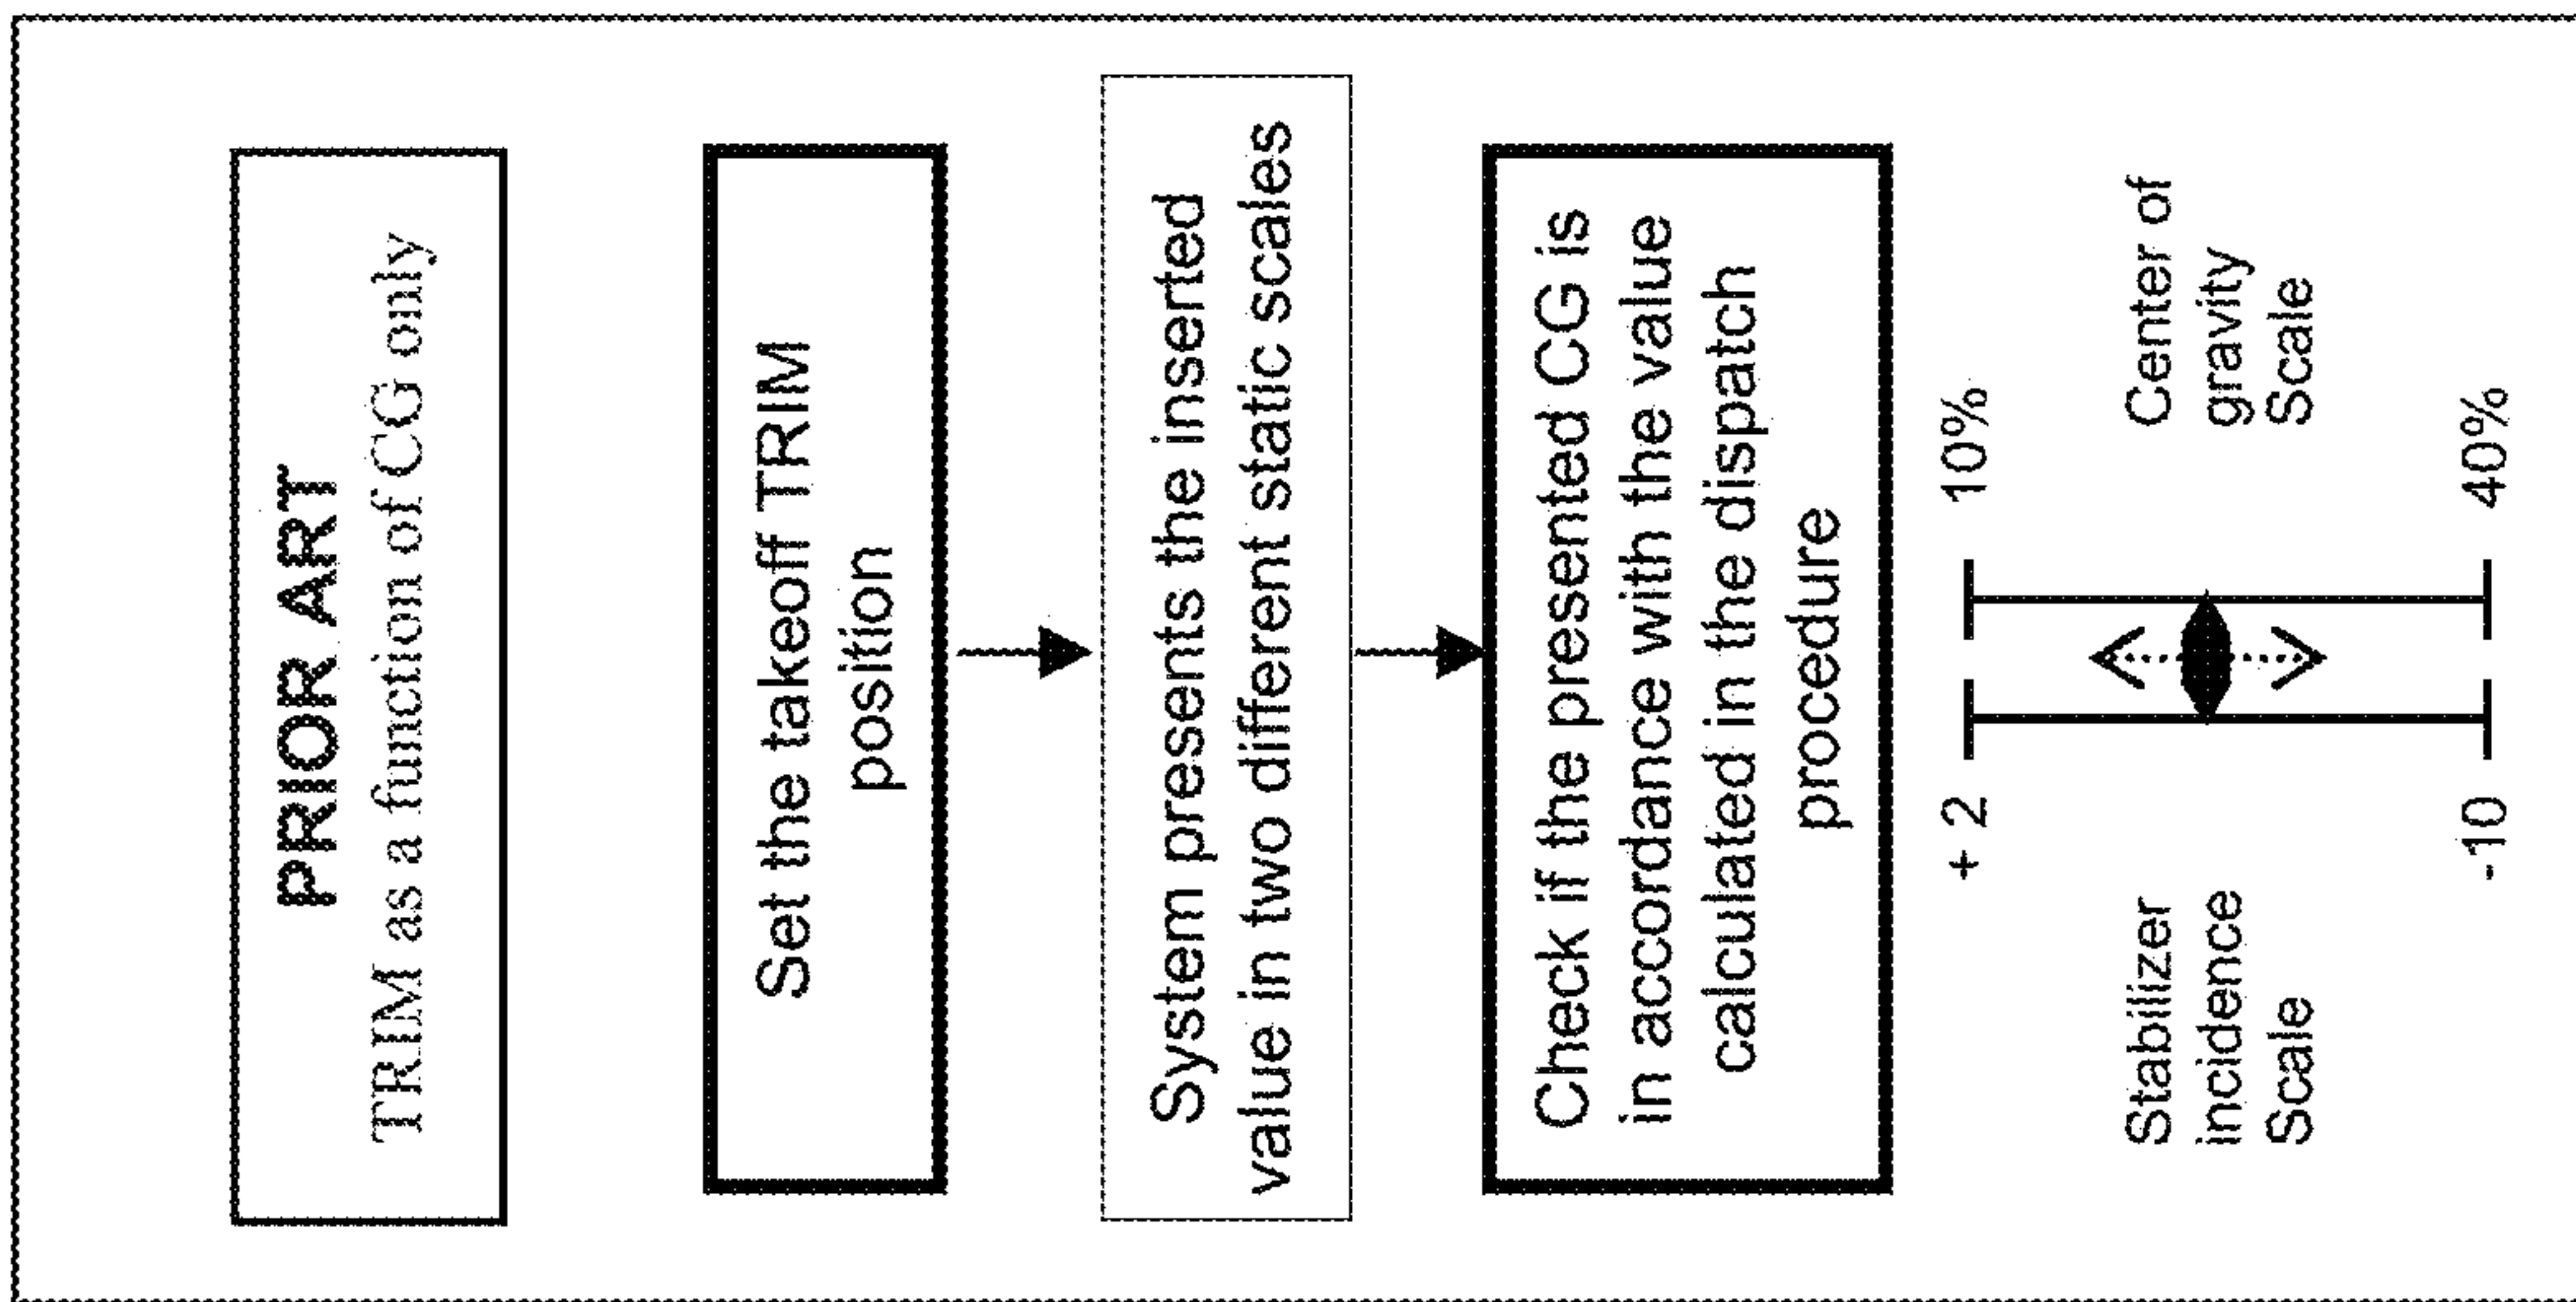 PRIOR ART
TRIM as a function of CG only
Set the takeoff TRIM
position
System presents the inserted
value in two different static scales
Check if the presented CG is
in accordance with the value
calculated in the dispatch
procedure
+ 2
10%
Stabilizer
incidence
Scale
Center of
gravity
Scale
-10
40%